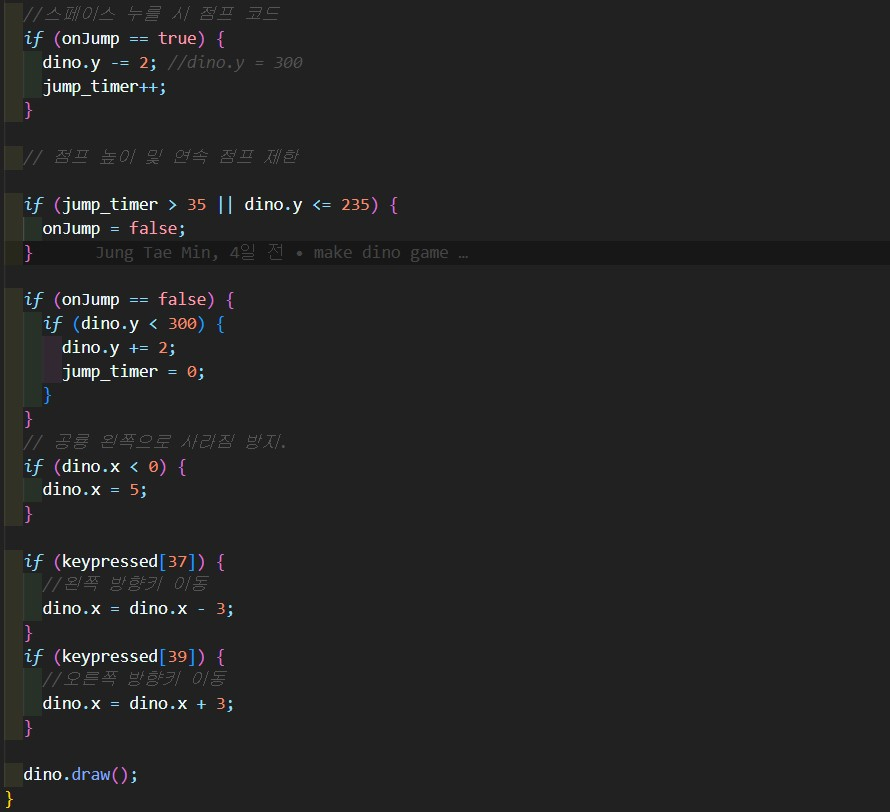 //스페이스 누를 시 점프 코드
if (onJump == true) {
dino.y -= 2; //dino.y = 300
jump_timer++;
}
// 점프 높이 및 연속 점프 제한
if (jump_timer > 35 || dino.y <= 235) {
onJump = false;
} Jung Tae Min, 4일 전 • make dino game …
if (onJump == false) {
if (dino.y < 300) {
dino.y += 2;
jump_timer = 0;
}
}
// 공룡 왼쪽으로 사라짐 방지.
if (dino.x < 0) {
dino.x = 5;
}
if (keypressed[37]) {
//왼쪽 방향키 이동
dino.x = dino.x - 3;
}
if (keypressed[39]) {
//오른쪽 방향키 이동
dino.x = dino.x + 3;
}
dino.draw();
}